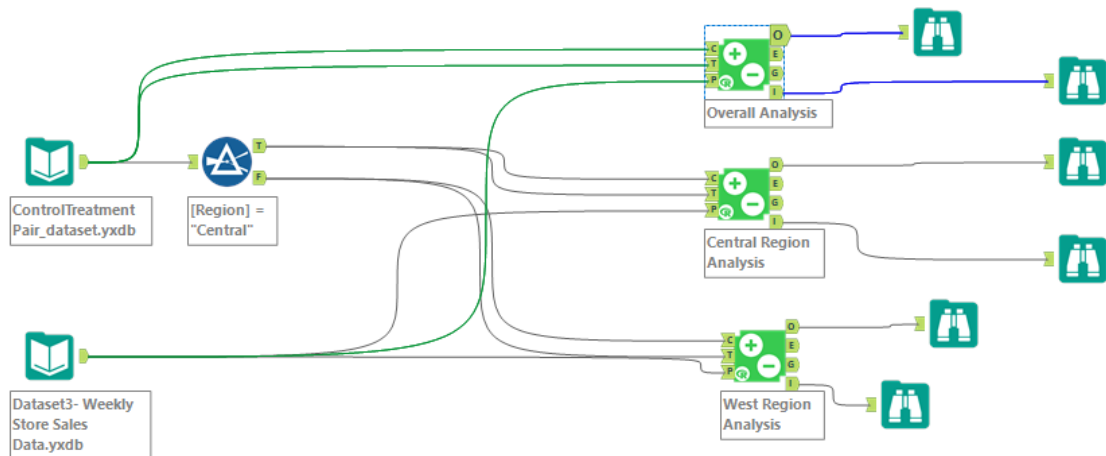 O
C
E
T
G
P
I
Overall Analysis
T
F
ControlTreatment
Pair_dataset.yxdb
[Region] =
"Central"
O
C
E
T
G
P
I
Central Region
Analysis
O
C
E
T
G
P
I
West Region
Analysis
Dataset3- Weekly
Store Sales
Data.yxdb